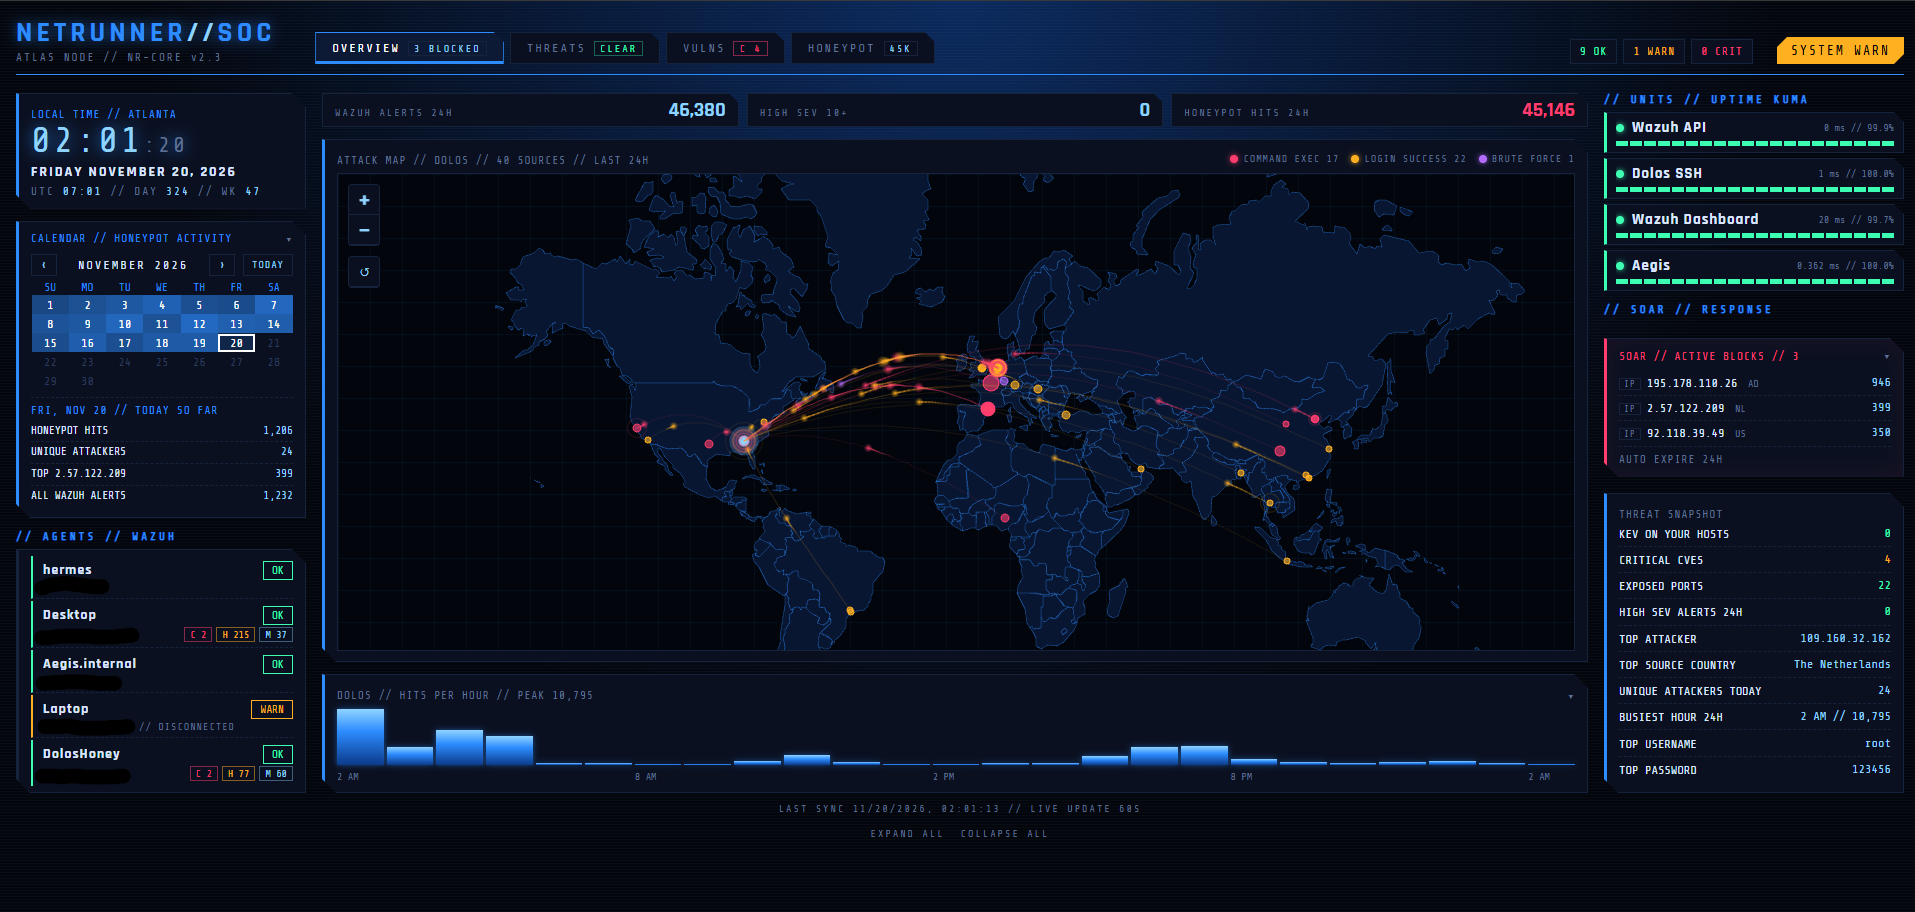 NETRUNNER//SOC
ATLAS NODE // NR-CORE v2.3
OVERVIEW 3 BLOCKED
THREATS CLEAR
VULNS C 4
HONEYPOT 45K
9 OK
1 WARN
0 CRIT
SYSTEM WARN
LOCAL TIME // ATLANTA
02:01:20
FRIDAY NOVEMBER 20, 2026
UTC 07:01 // DAY 324 // WK 47
CALENDAR // HONEYPOT ACTIVITY ▾
‹ NOVEMBER 2026 › TODAY
SU MO TU WE TH FR SA
1 2 3 4 5 6 7
8 9 10 11 12 13 14
15 16 17 18 19 20 21
22 23 24 25 26 27 28
29 30
FRI, NOV 20 // TODAY SO FAR
HONEYPOT HITS 1,206
UNIQUE ATTACKERS 24
TOP 2.57.122.209 399
ALL WAZUH ALERTS 1,232
// AGENTS // WAZUH
hermes OK
Desktop OK
C 2 H 215 M 37
Aegis.internal OK
Laptop WARN
// DISCONNECTED
DolosHoney OK
C 2 H 77 M 60
WAZUH ALERTS 24H 46,380
HIGH SEV 10+ 0
HONEYPOT HITS 24H 45,146
ATTACK MAP // DOLOS // 40 SOURCES // LAST 24H
COMMAND EXEC 17 LOGIN SUCCESS 22 BRUTE FORCE 1
+
−
↺
DOLOS // HITS PER HOUR // PEAK 10,795 ▾
2 AM 8 AM 2 PM 8 PM 2 AM
LAST SYNC 11/20/2026, 02:01:13 // LIVE UPDATE 60S
EXPAND ALL COLLAPSE ALL
// UNITS // UPTIME KUMA
Wazuh API 0 ms // 99.9%
Dolos SSH 1 ms // 100.0%
Wazuh Dashboard 20 ms // 99.7%
Aegis 0.362 ms // 100.0%
// SOAR // RESPONSE
SOAR // ACTIVE BLOCKS // 3 ▾
IP 195.178.110.26 AD 946
IP 2.57.122.209 NL 399
IP 92.118.39.49 US 350
AUTO EXPIRE 24H
THREAT SNAPSHOT
KEV ON YOUR HOSTS 0
CRITICAL CVES 4
EXPOSED PORTS 22
HIGH SEV ALERTS 24H 0
TOP ATTACKER 109.160.32.162
TOP SOURCE COUNTRY The Netherlands
UNIQUE ATTACKERS TODAY 24
BUSIEST HOUR 24H 2 AM // 10,795
TOP USERNAME root
TOP PASSWORD 123456